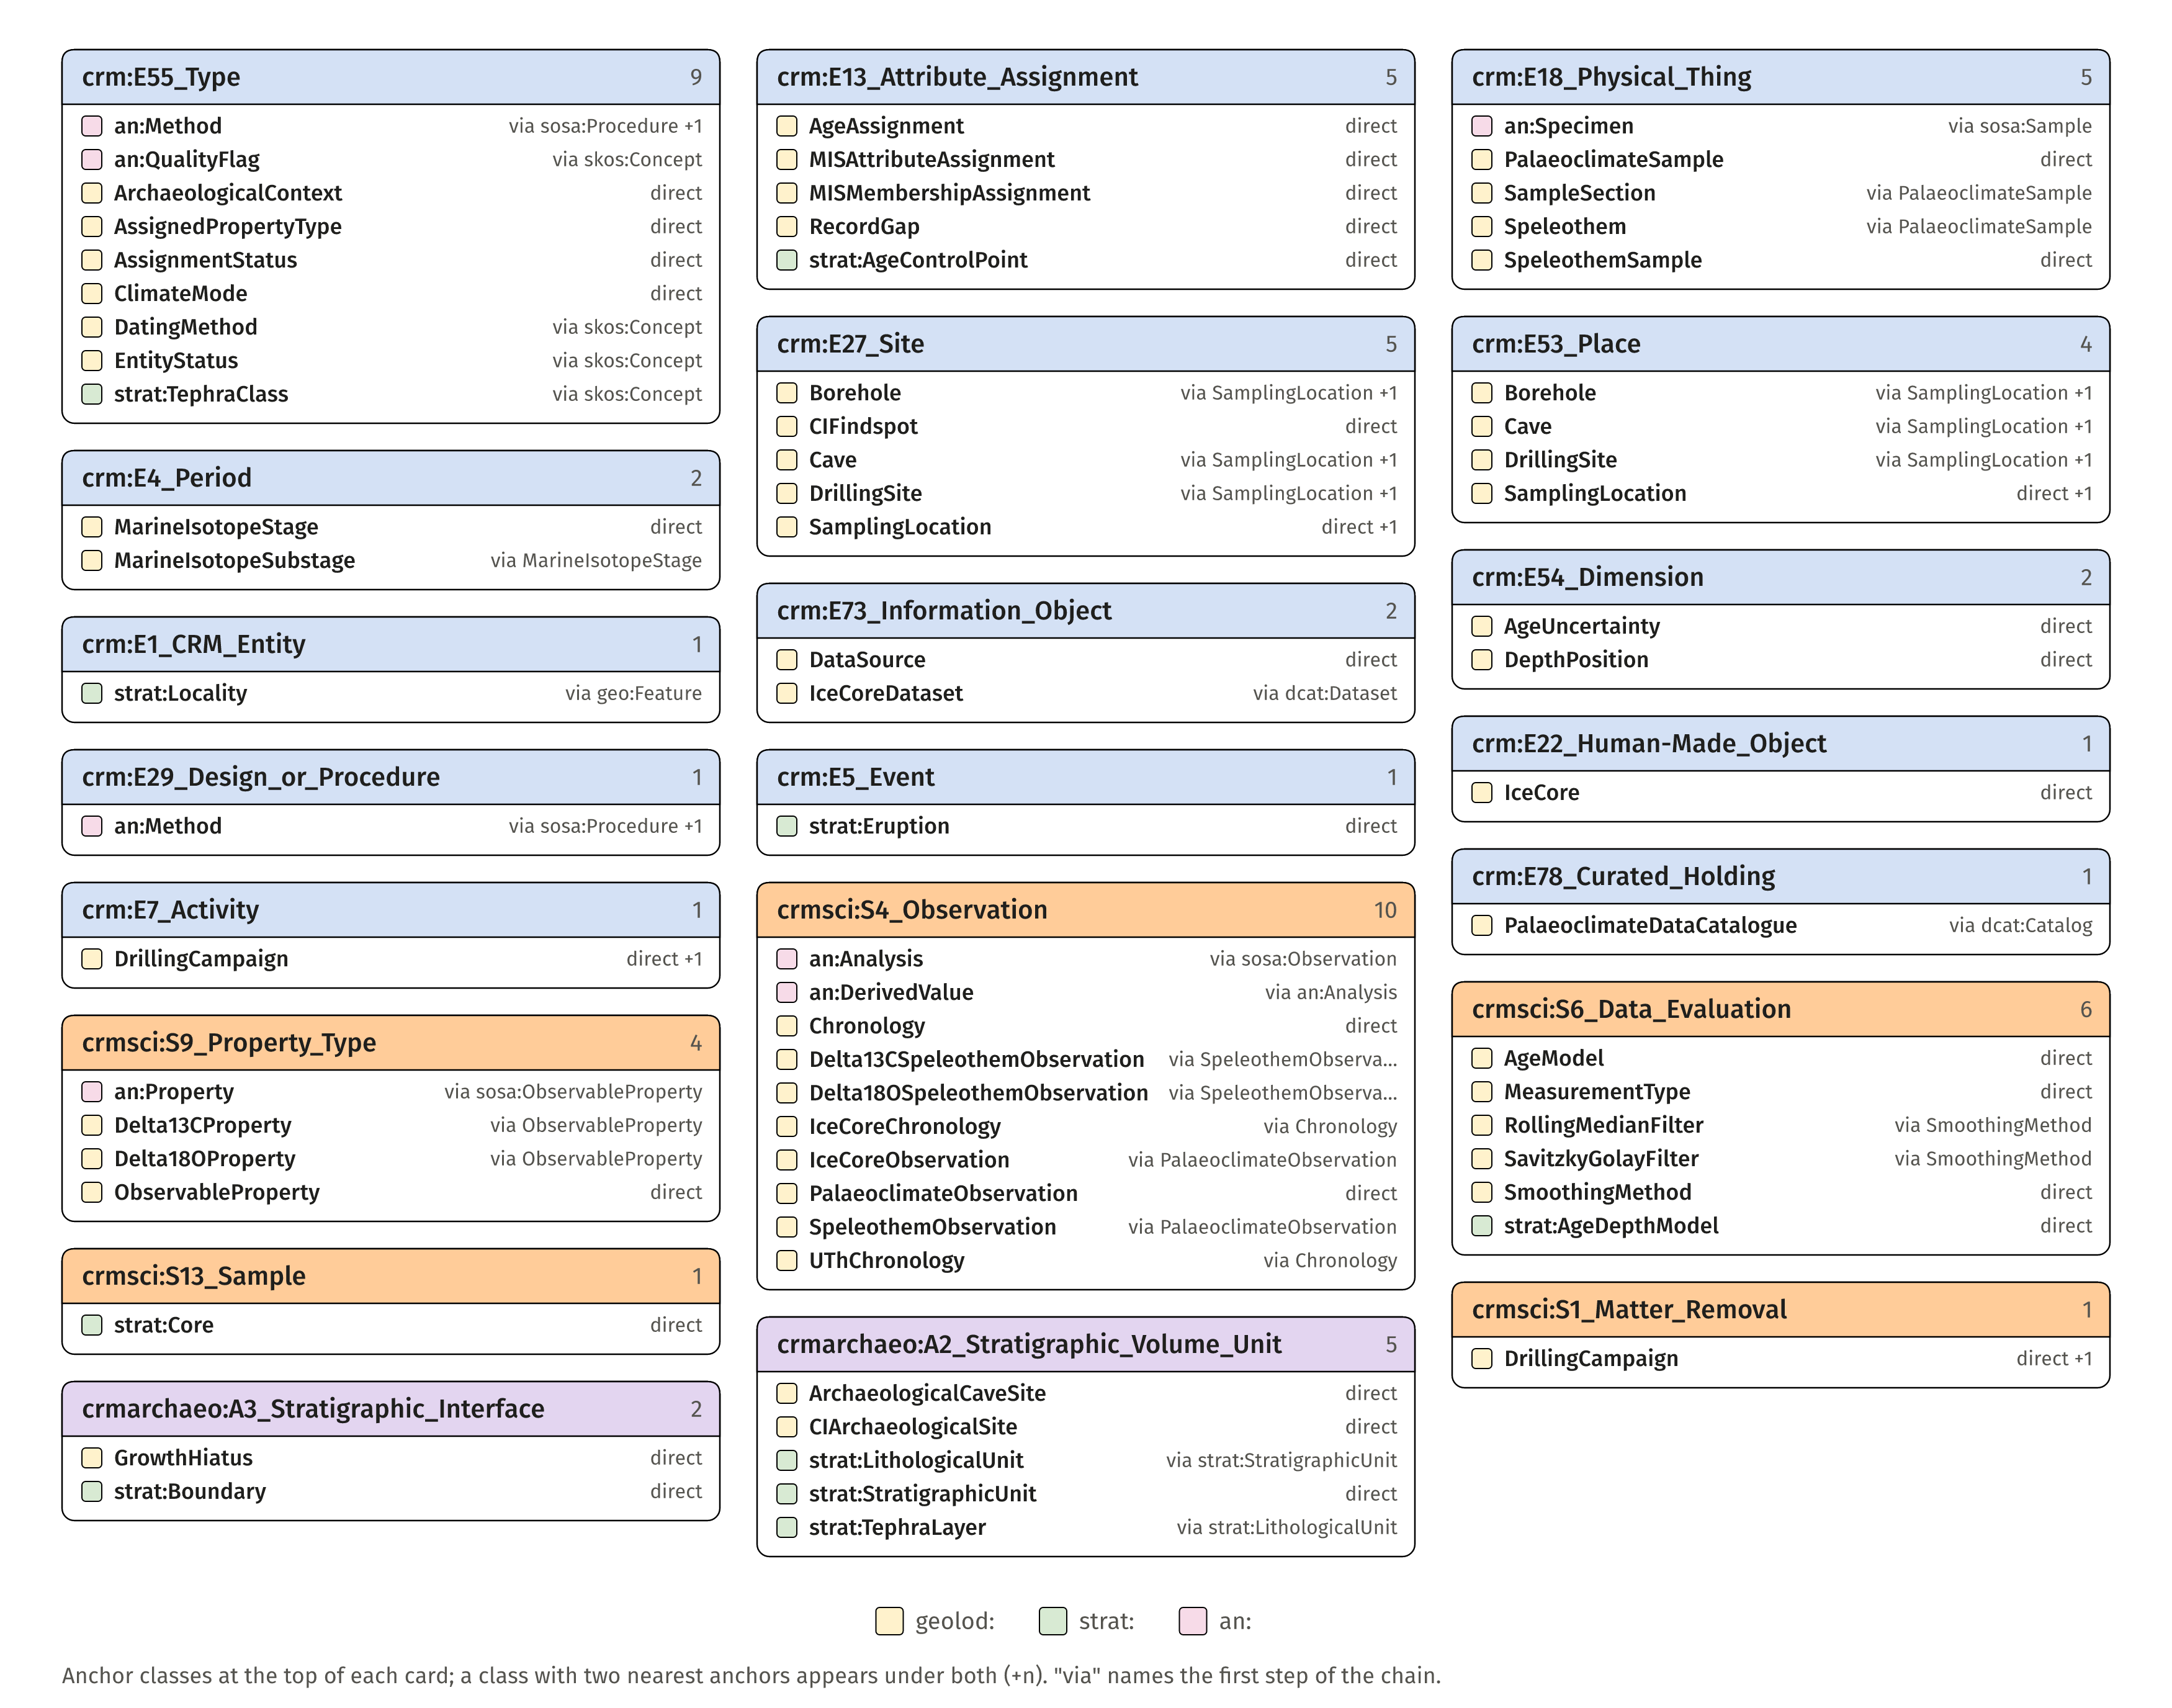 crm:E55_Type 9
an:Method via sosa:Procedure +1
an:QualityFlag via skos:Concept
ArchaeologicalContext direct
AssignedPropertyType direct
AssignmentStatus direct
ClimateMode direct
DatingMethod via skos:Concept
EntityStatus via skos:Concept
strat:TephraClass via skos:Concept
crm:E4_Period 2
MarineIsotopeStage direct
MarineIsotopeSubstage via MarineIsotopeStage
crm:E1_CRM_Entity 1
strat:Locality via geo:Feature
crm:E29_Design_or_Procedure 1
an:Method via sosa:Procedure +1
crm:E7_Activity 1
DrillingCampaign direct +1
crmsci:S9_Property_Type 4
an:Property via sosa:ObservableProperty
Delta13CProperty via ObservableProperty
Delta18OProperty via ObservableProperty
ObservableProperty direct
crmsci:S13_Sample 1
strat:Core direct
crmarchaeo:A3_Stratigraphic_Interface 2
GrowthHiatus direct
strat:Boundary direct
crm:E13_Attribute_Assignment 5
AgeAssignment direct
MISAttributeAssignment direct
MISMembershipAssignment direct
RecordGap direct
strat:AgeControlPoint direct
crm:E27_Site 5
Borehole via SamplingLocation +1
CIFindspot direct
Cave via SamplingLocation +1
DrillingSite via SamplingLocation +1
SamplingLocation direct +1
crm:E73_Information_Object 2
DataSource direct
IceCoreDataset via dcat:Dataset
crm:E5_Event 1
strat:Eruption direct
crmsci:S4_Observation 10
an:Analysis via sosa:Observation
an:DerivedValue via an:Analysis
Chronology direct
Delta13CSpeleothemObservation via SpeleothemObserva…
Delta18OSpeleothemObservation via SpeleothemObserva…
IceCoreChronology via Chronology
IceCoreObservation via PalaeoclimateObservation
PalaeoclimateObservation direct
SpeleothemObservation via PalaeoclimateObservation
UThChronology via Chronology
crmarchaeo:A2_Stratigraphic_Volume_Unit 5
ArchaeologicalCaveSite direct
CIArchaeologicalSite direct
strat:LithologicalUnit via strat:StratigraphicUnit
strat:StratigraphicUnit direct
strat:TephraLayer via strat:LithologicalUnit
crm:E18_Physical_Thing 5
an:Specimen via sosa:Sample
PalaeoclimateSample direct
SampleSection via PalaeoclimateSample
Speleothem via PalaeoclimateSample
SpeleothemSample direct
crm:E53_Place 4
Borehole via SamplingLocation +1
Cave via SamplingLocation +1
DrillingSite via SamplingLocation +1
SamplingLocation direct +1
crm:E54_Dimension 2
AgeUncertainty direct
DepthPosition direct
crm:E22_Human-Made_Object 1
IceCore direct
crm:E78_Curated_Holding 1
PalaeoclimateDataCatalogue via dcat:Catalog
crmsci:S6_Data_Evaluation 6
AgeModel direct
MeasurementType direct
RollingMedianFilter via SmoothingMethod
SavitzkyGolayFilter via SmoothingMethod
SmoothingMethod direct
strat:AgeDepthModel direct
crmsci:S1_Matter_Removal 1
DrillingCampaign direct +1
geolod: strat: an:
Anchor classes at the top of each card; a class with two nearest anchors appears under both (+n). "via" names the first step of the chain.